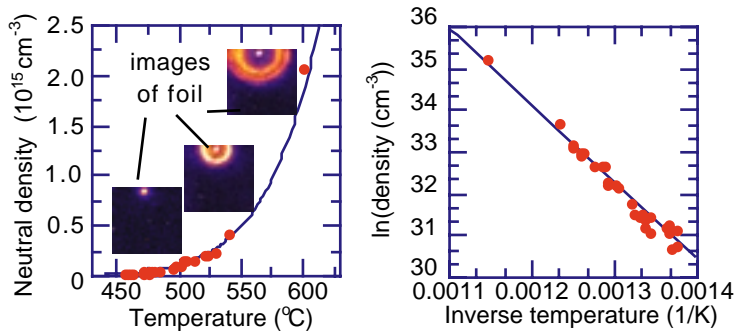 2.5
2.0
1.5
1.0
0.5
0
Neutral density (10^15 cm^-3)
images
of foil
450 500 550 600
Temperature (°C)
36
35
34
33
32
31
30
ln(density (cm^-3))
0.0011 0.0012 0.0013 0.0014
Inverse temperature (1/K)